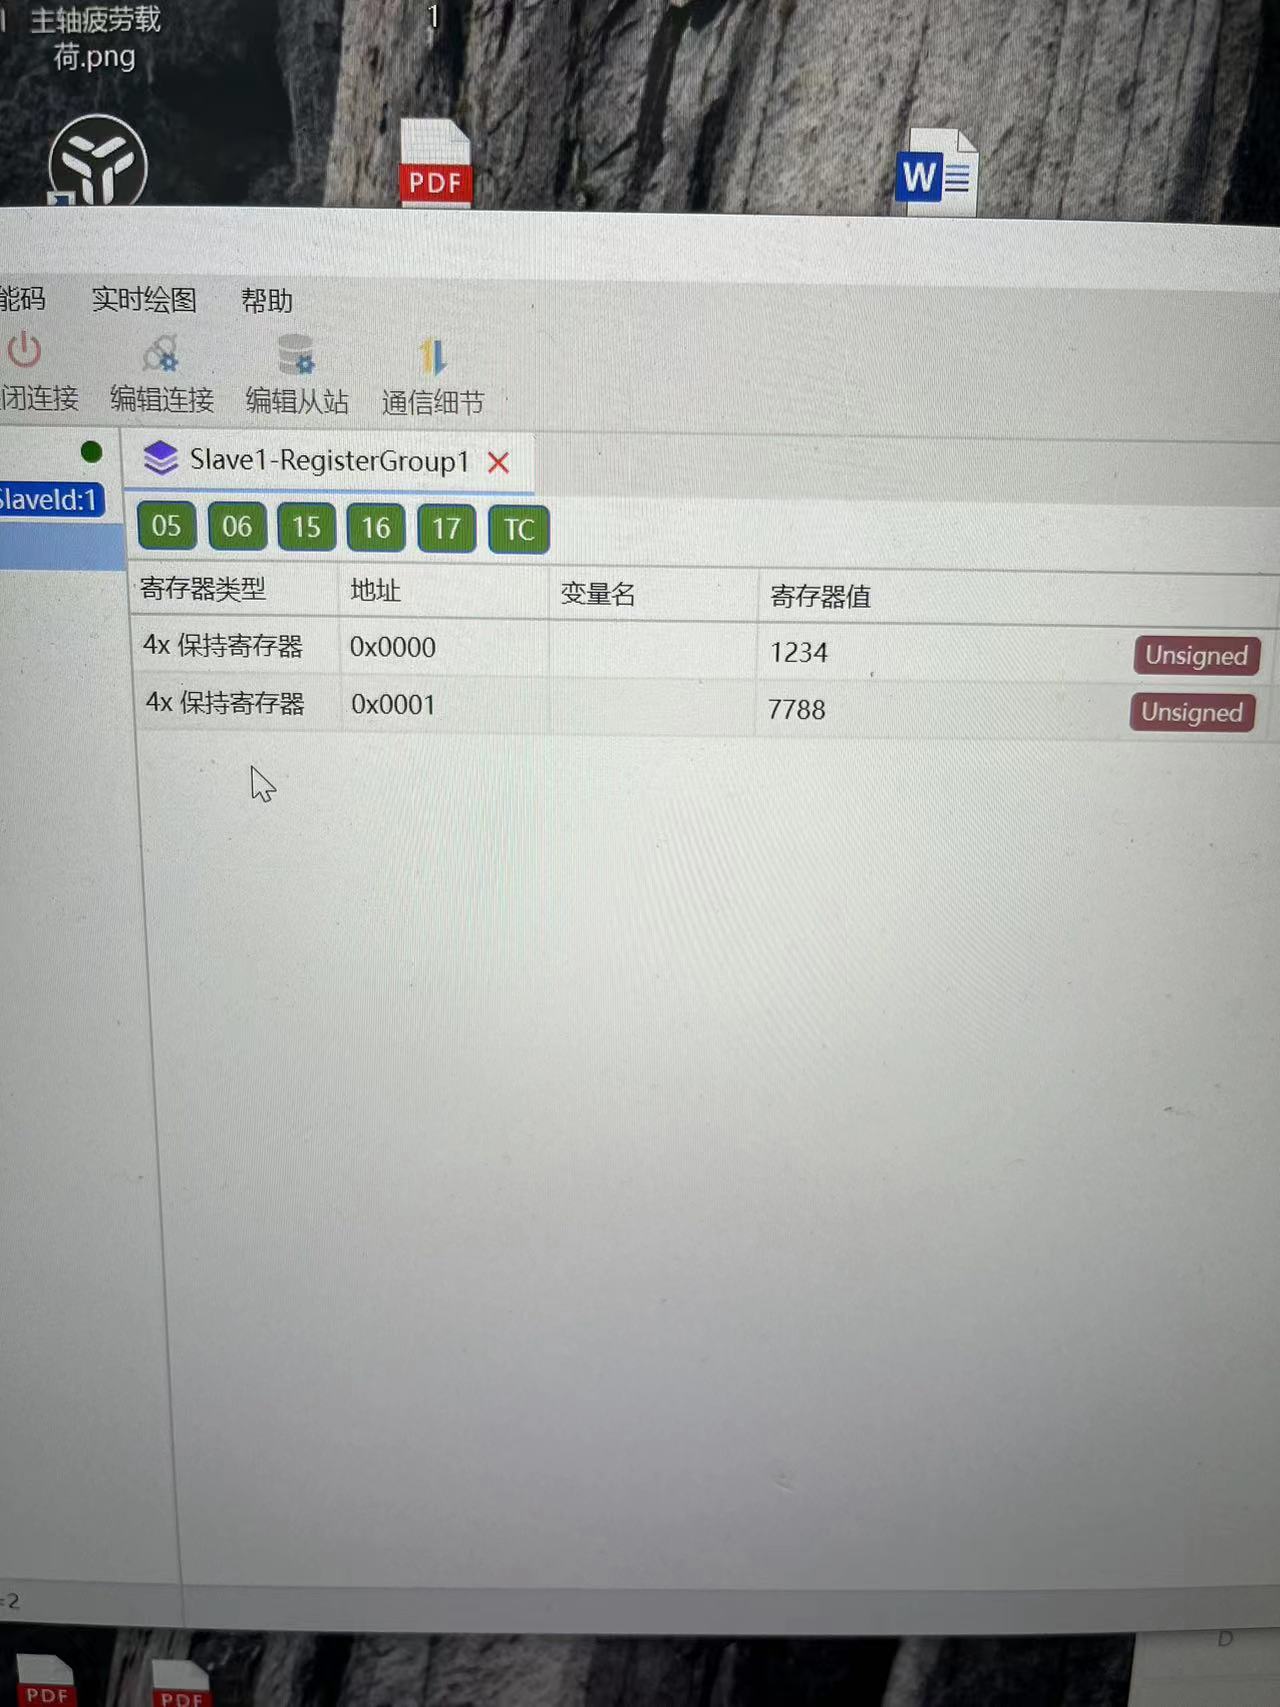 主轴疲劳载
荷.png
1
PDF
W
能码 实时绘图 帮助
闭连接 编辑连接 编辑从站 通信细节
Slave1-RegisterGroup1
SlaveId:1
05 06 15 16 17 TC
寄存器类型 地址 变量名 寄存器值
4x 保持寄存器 0x0000 1234 Unsigned
4x 保持寄存器 0x0001 7788 Unsigned
=2
D
PDF PDF